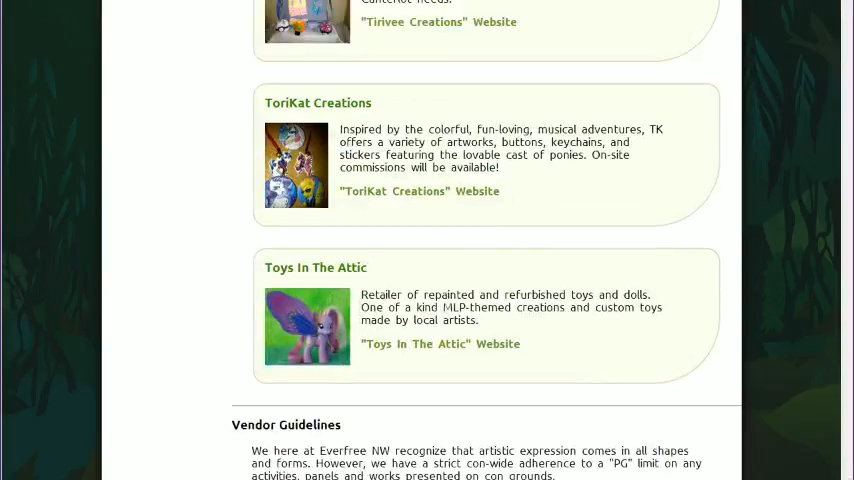 "Tirivee Creations" Website
ToriKat Creations
Inspired by the colorful, fun-loving, musical adventures, TK
offers a variety of artworks, buttons, keychains, and
stickers featuring the lovable cast of ponies. On-site
commissions will be available!
"ToriKat Creations" Website
Toys In The Attic
Retailer of repainted and refurbished toys and dolls.
One of a kind MLP-themed creations and custom toys
made by local artists.
"Toys In The Attic" Website
Vendor Guidelines
We here at Everfree NW recognize that artistic expression comes in all shapes
and forms. However, we have a strict con-wide adherence to a "PG" limit on any
activities, panels and works presented on con grounds.